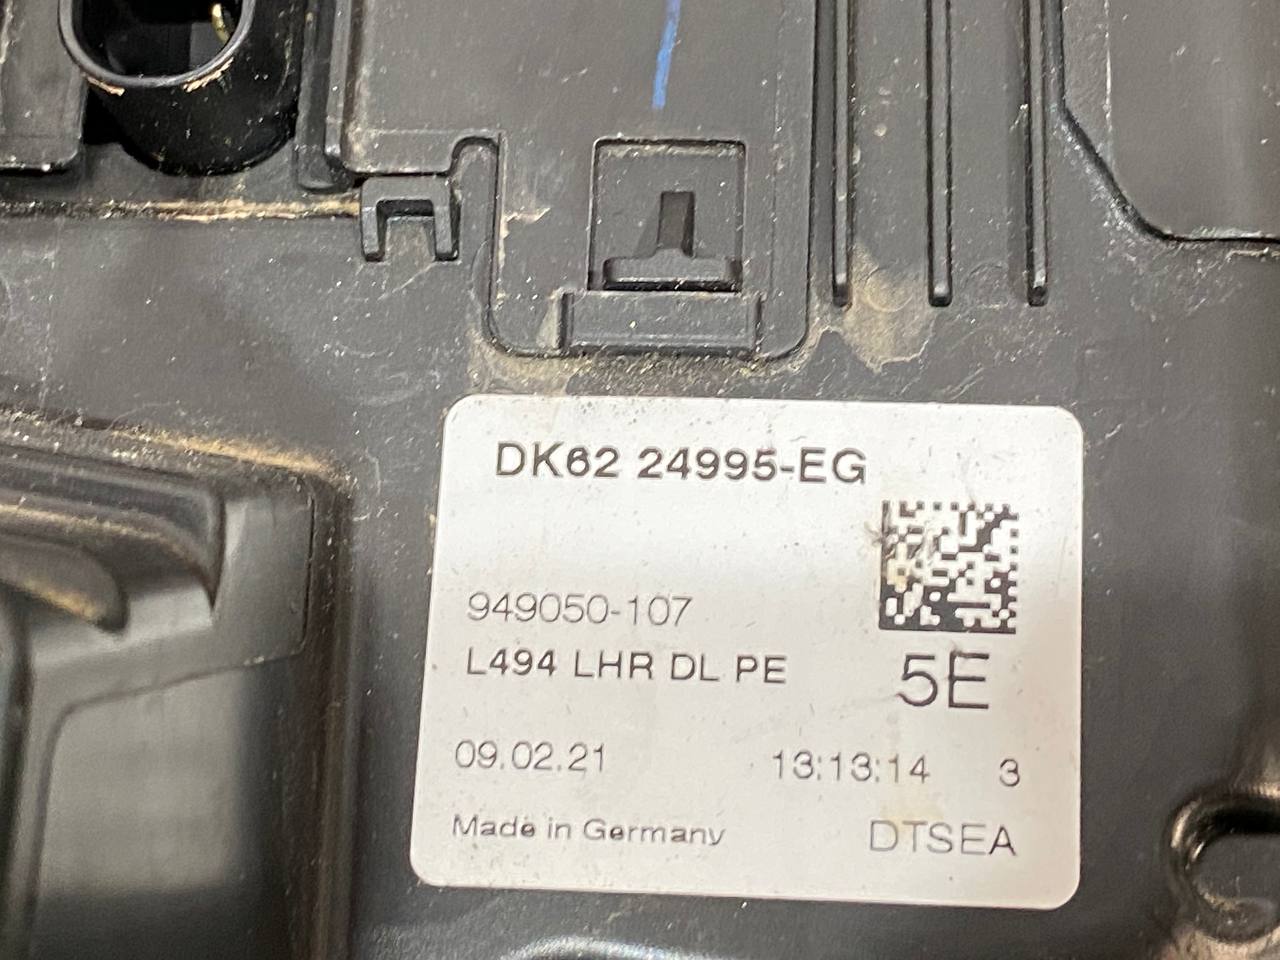 DK62 24995-EG
949050-107
L494 LHR DL PE
5E
09.02.21 13:13:14 3
Made in Germany DTSEA